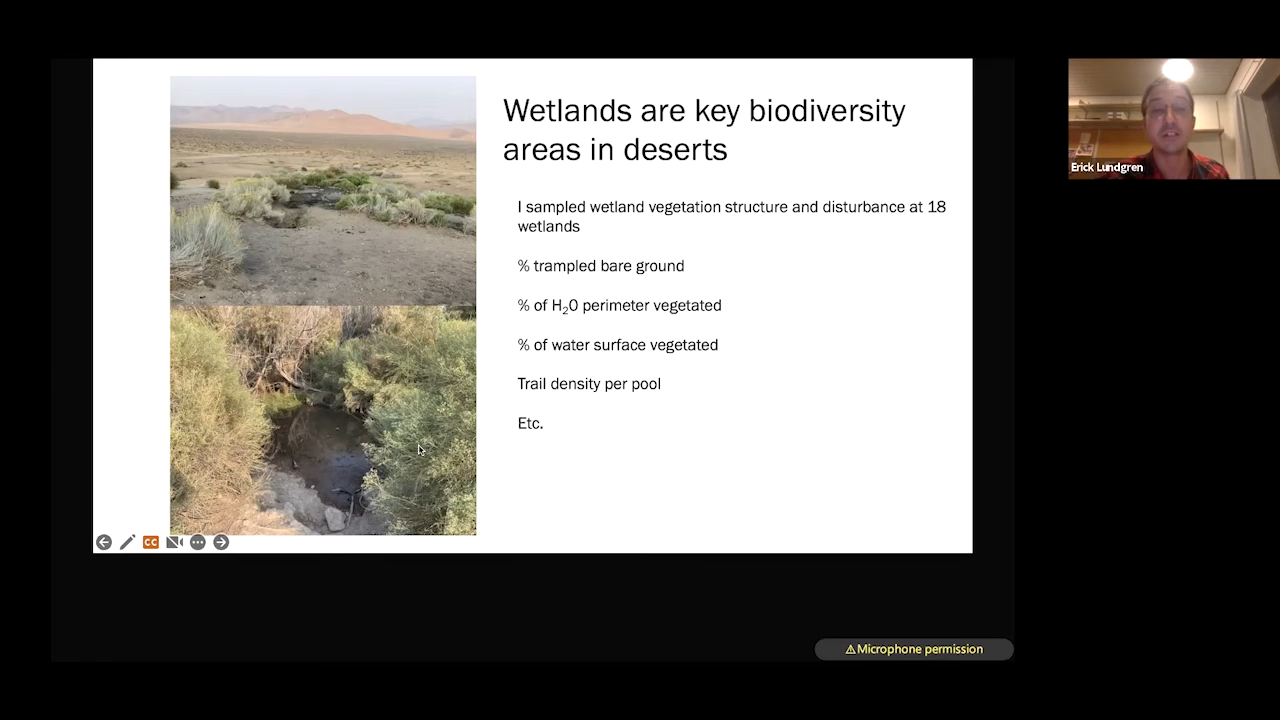 Wetlands are key biodiversity
areas in deserts
I sampled wetland vegetation structure and disturbance at 18
wetlands
% trampled bare ground
% of H₂O perimeter vegetated
% of water surface vegetated
Trail density per pool
Etc.
CC
Erick Lundgren
⚠Microphone permission